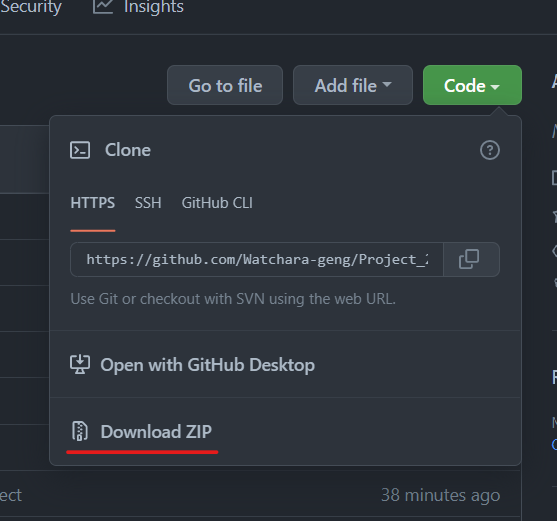 Security Insights
Go to file Add file Code
Clone
HTTPS SSH GitHub CLI
https://github.com/Watchara-geng/Project_
Use Git or checkout with SVN using the web URL.
Open with GitHub Desktop
Download ZIP
ect 38 minutes ago